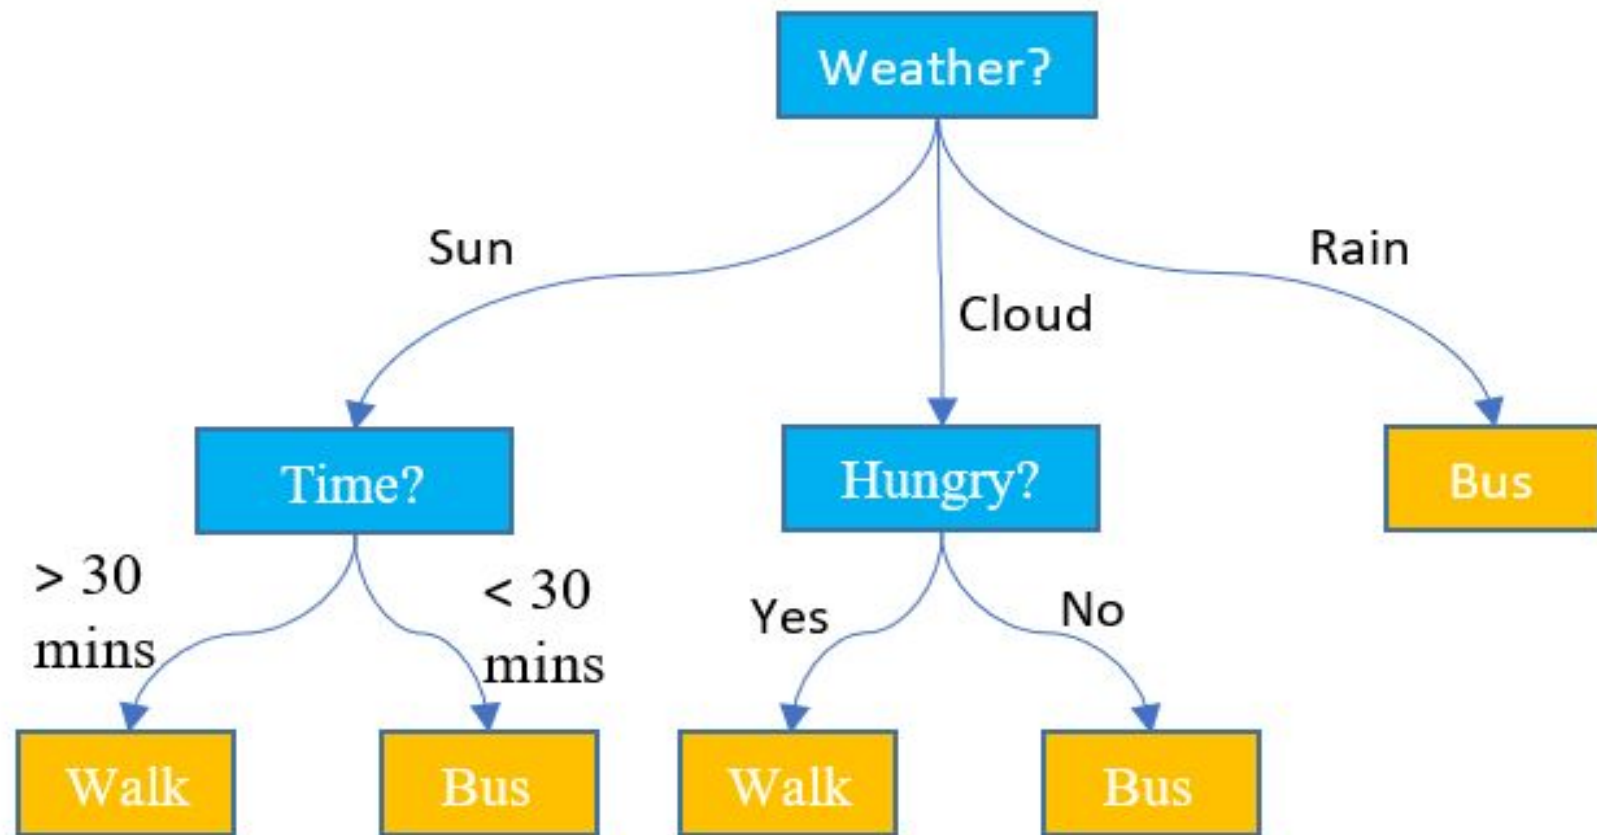 Weather?
Sun
Cloud
Rain
Time?
Hungry?
Bus
> 30
mins
< 30
mins
Yes
No
Walk
Bus
Walk
Bus